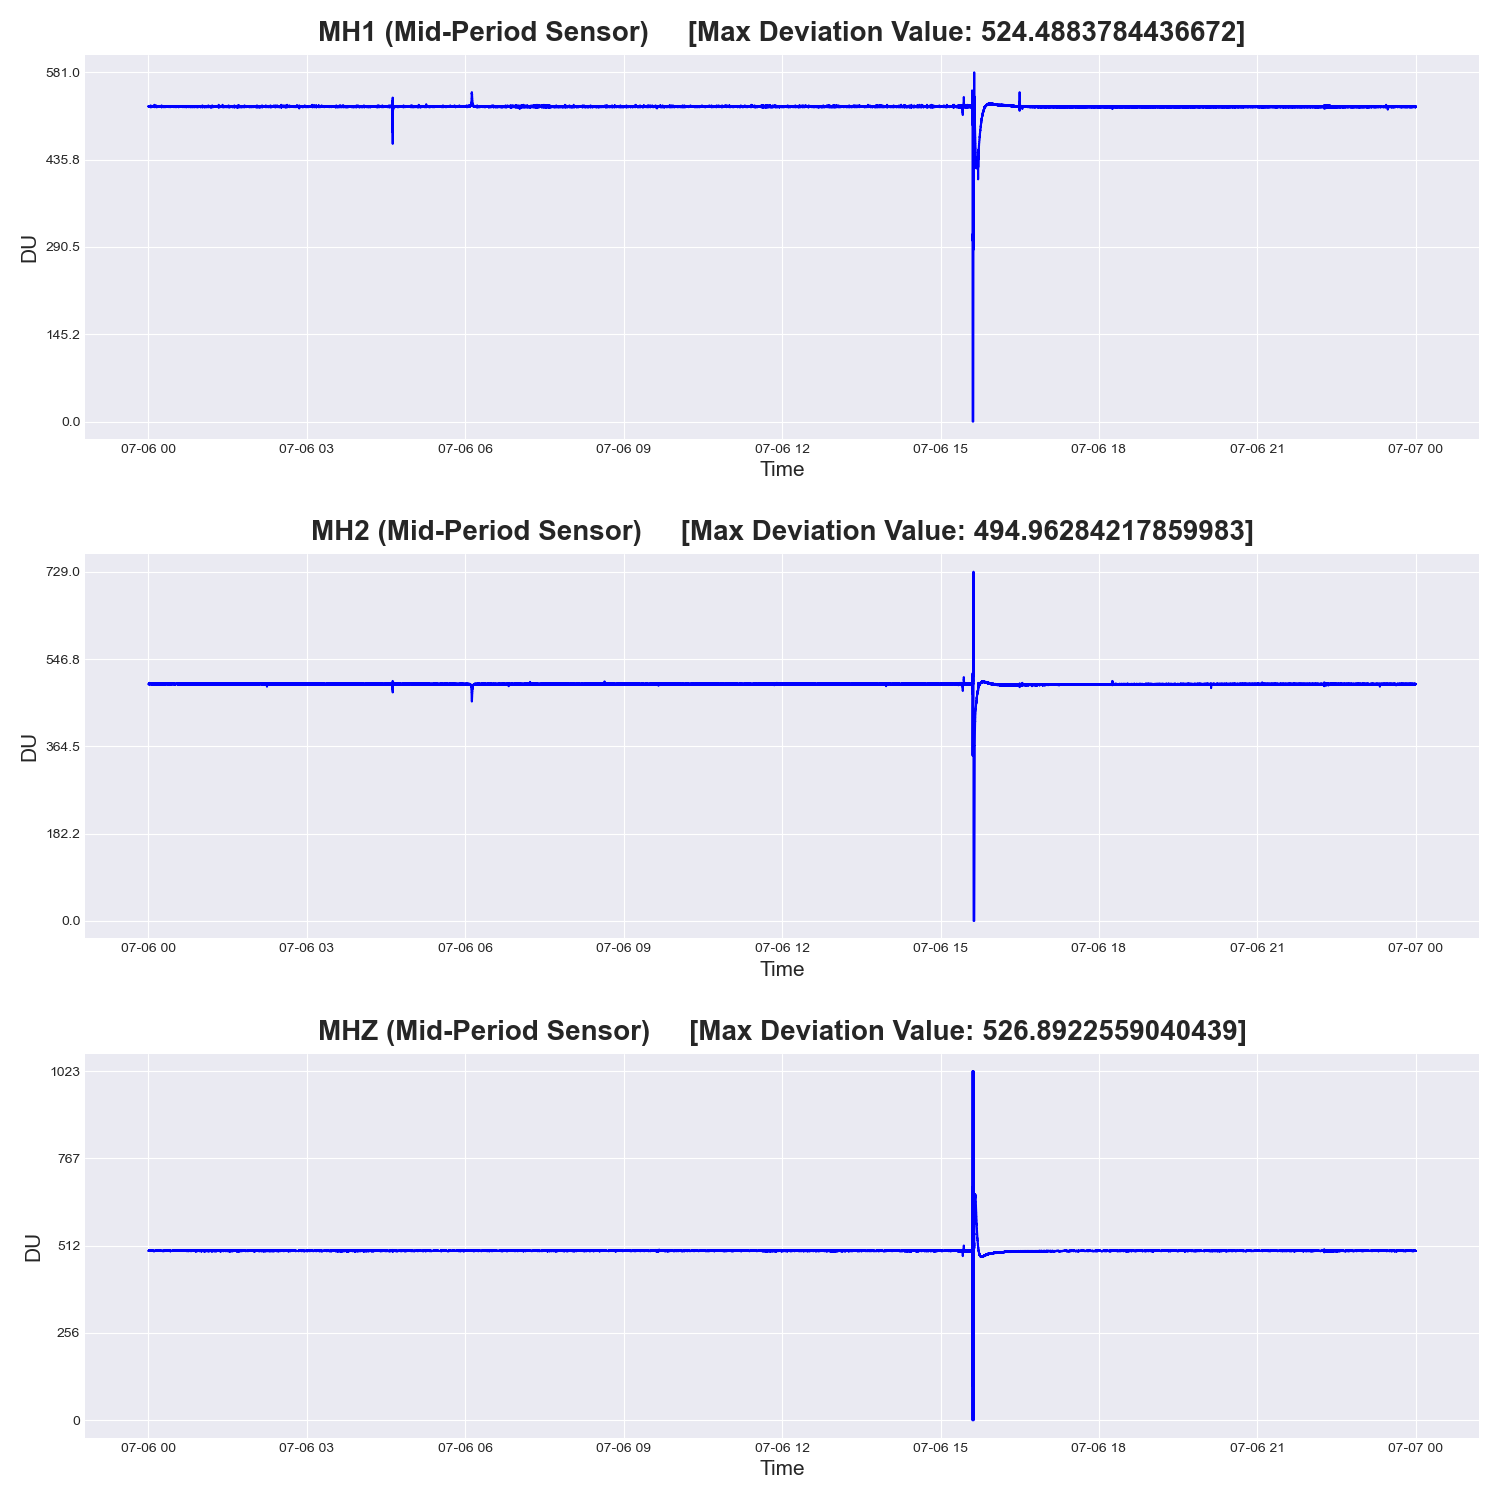 MH1 (Mid-Period Sensor) [Max Deviation Value: 524.4883784436672]
581.0
435.8
290.5
145.2
0.0
DU
07-06 00 07-06 03 07-06 06 07-06 09 07-06 12 07-06 15 07-06 18 07-06 21 07-07 00
Time
MH2 (Mid-Period Sensor) [Max Deviation Value: 494.96284217859983]
729.0
546.8
364.5
182.2
0.0
DU
07-06 00 07-06 03 07-06 06 07-06 09 07-06 12 07-06 15 07-06 18 07-06 21 07-07 00
Time
MHZ (Mid-Period Sensor) [Max Deviation Value: 526.8922559040439]
1023
767
512
256
0
DU
07-06 00 07-06 03 07-06 06 07-06 09 07-06 12 07-06 15 07-06 18 07-06 21 07-07 00
Time